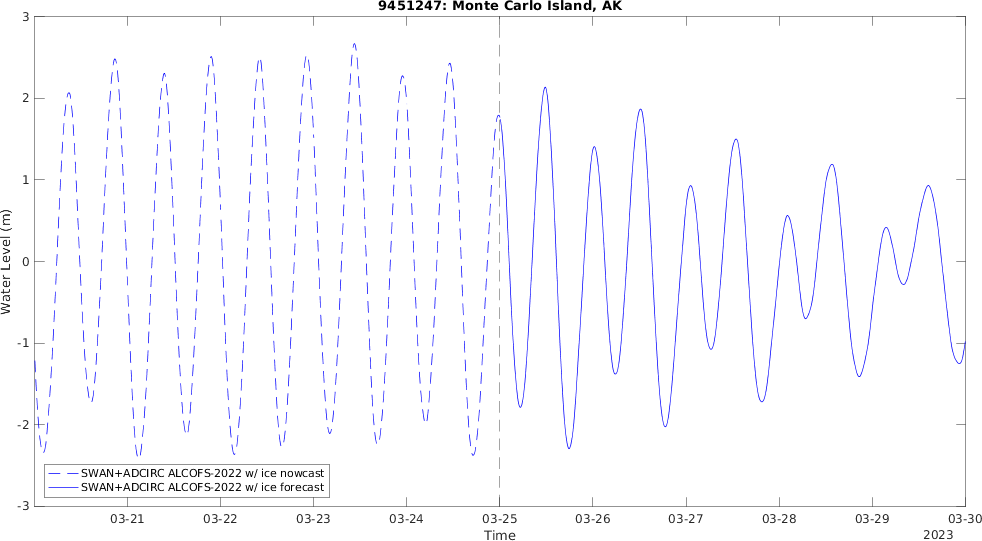 9451247: Monte Carlo Island, AK
3
2
1
0
-1
-2
-3
Water Level (m)
SWAN+ADCIRC ALCOFS-2022 w/ ice nowcast
SWAN+ADCIRC ALCOFS-2022 w/ ice forecast
03-21 03-22 03-23 03-24 03-25 03-26 03-27 03-28 03-29 03-30
Time
2023